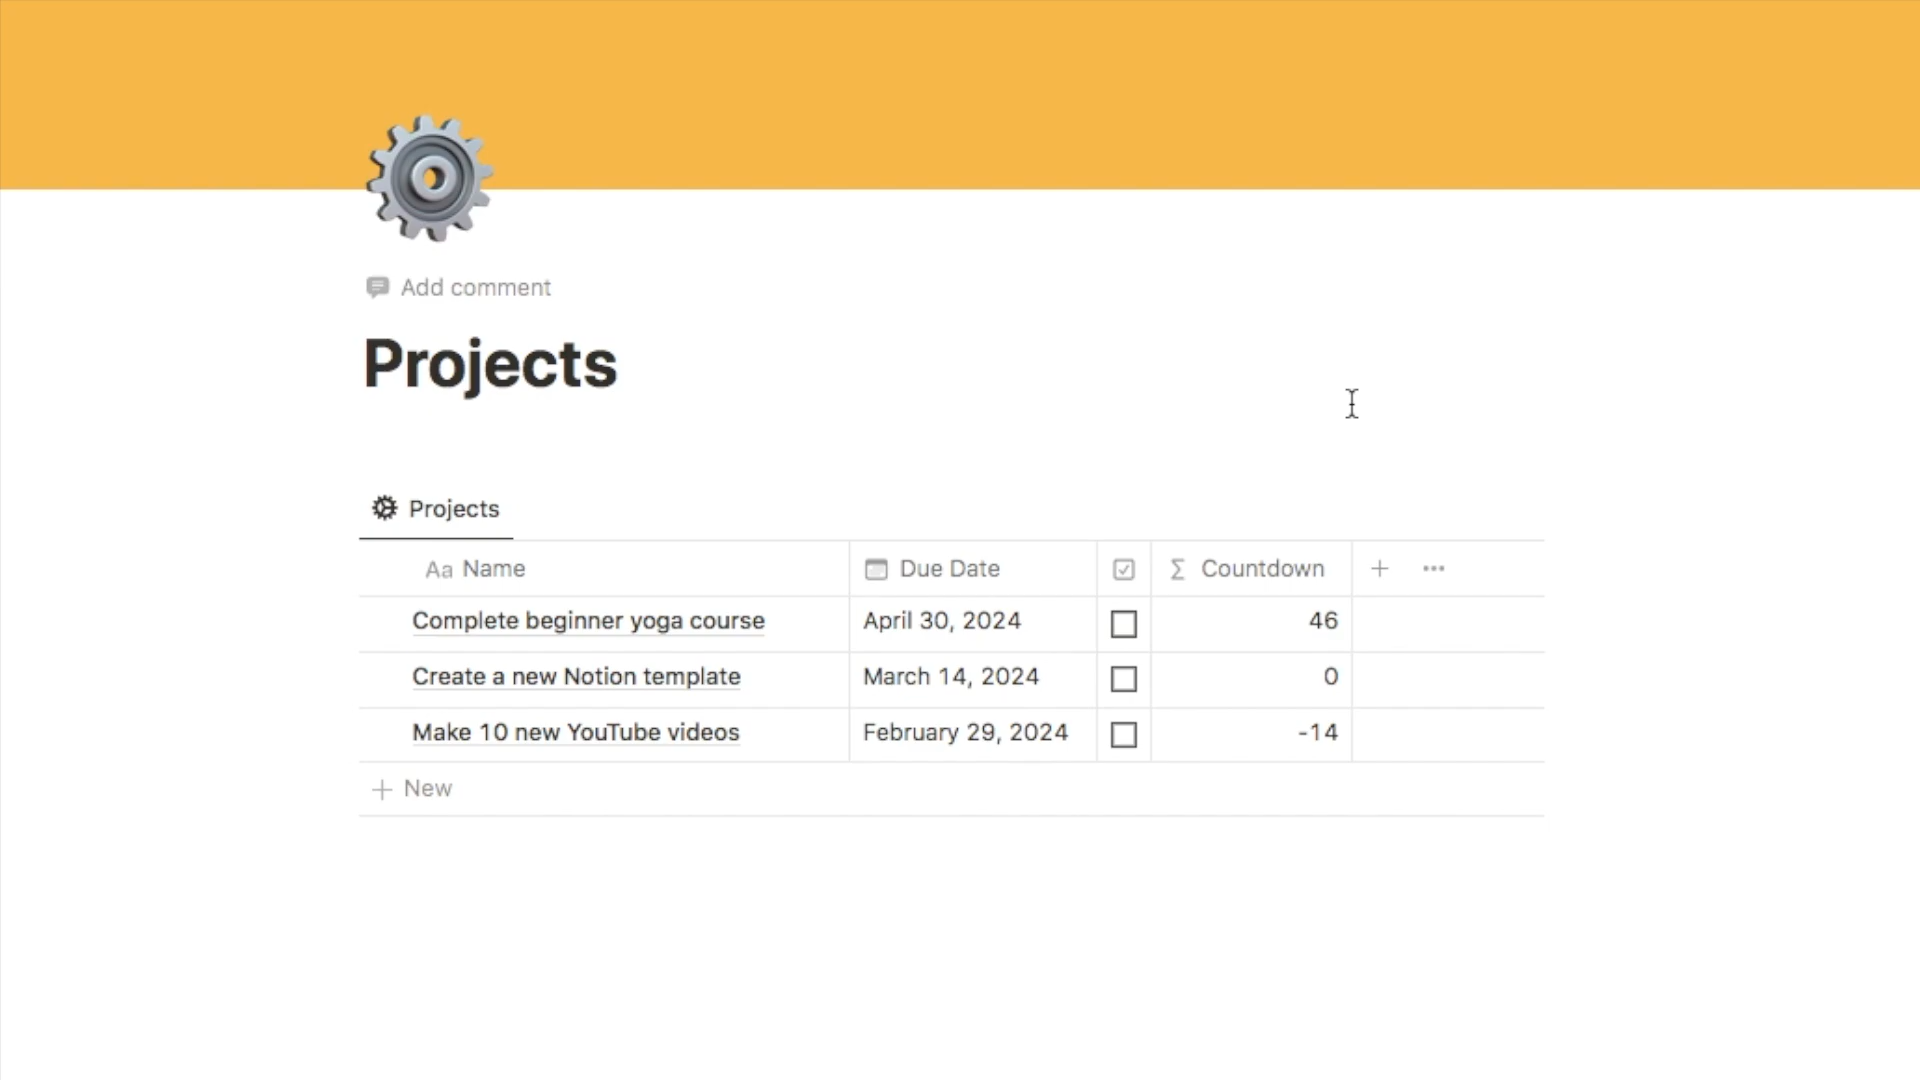 Add comment
Projects
Projects
Aa Name Due Date Σ Countdown + •••
Complete beginner yoga course April 30, 2024 46
Create a new Notion template March 14, 2024 0
Make 10 new YouTube videos February 29, 2024 -14
+ New